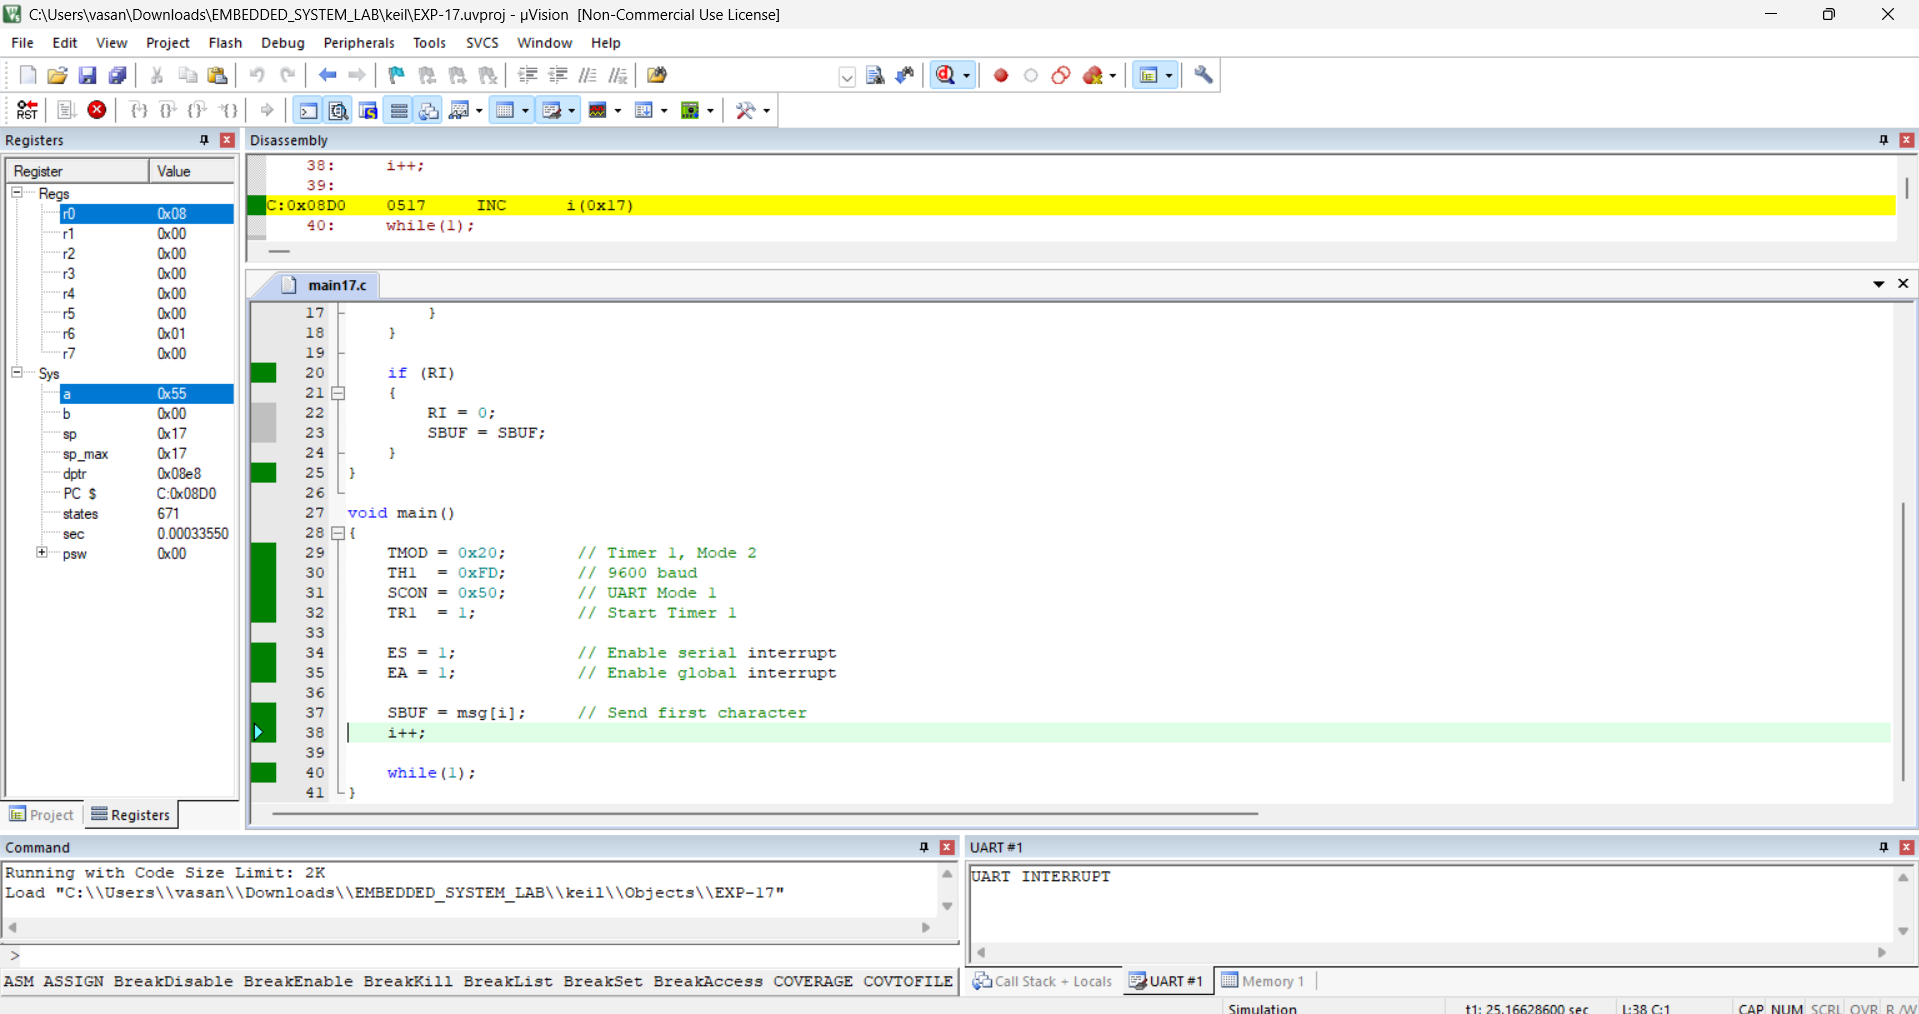 C:\Users\vasan\Downloads\EMBEDDED_SYSTEM_LAB\keil\EXP-17.uvproj - µVision [Non-Commercial Use License]
File Edit View Project Flash Debug Peripherals Tools SVCS Window Help
RST
Registers
Register Value
Regs
r0 0x08
r1 0x00
r2 0x00
r3 0x00
r4 0x00
r5 0x00
r6 0x01
r7 0x00
Sys
a 0x55
b 0x00
sp 0x17
sp_max 0x17
dptr 0x08e8
PC $ C:0x08D0
states 671
sec 0.00033550
psw 0x00
Project Registers
Disassembly
38: i++;
39:
C:0x08D0 0517 INC i(0x17)
40: while(1);
main17.c
17 }
18 }
19
20 if (RI)
21 {
22 RI = 0;
23 SBUF = SBUF;
24 }
25 }
26
27 void main()
28 {
29 TMOD = 0x20; // Timer 1, Mode 2
30 TH1 = 0xFD; // 9600 baud
31 SCON = 0x50; // UART Mode 1
32 TR1 = 1; // Start Timer 1
33
34 ES = 1; // Enable serial interrupt
35 EA = 1; // Enable global interrupt
36
37 SBUF = msg[i]; // Send first character
38 i++;
39
40 while(1);
41 }
Command
Running with Code Size Limit: 2K
Load "C:\\Users\\vasan\\Downloads\\EMBEDDED_SYSTEM_LAB\\keil\\Objects\\EXP-17"
>
ASM ASSIGN BreakDisable BreakEnable BreakKill BreakList BreakSet BreakAccess COVERAGE COVTOFILE
UART #1
UART INTERRUPT
Call Stack + Locals UART #1 Memory 1
Simulation t1: 25.16628600 sec L:38 C:1 CAP NUM SCRL OVR R/W